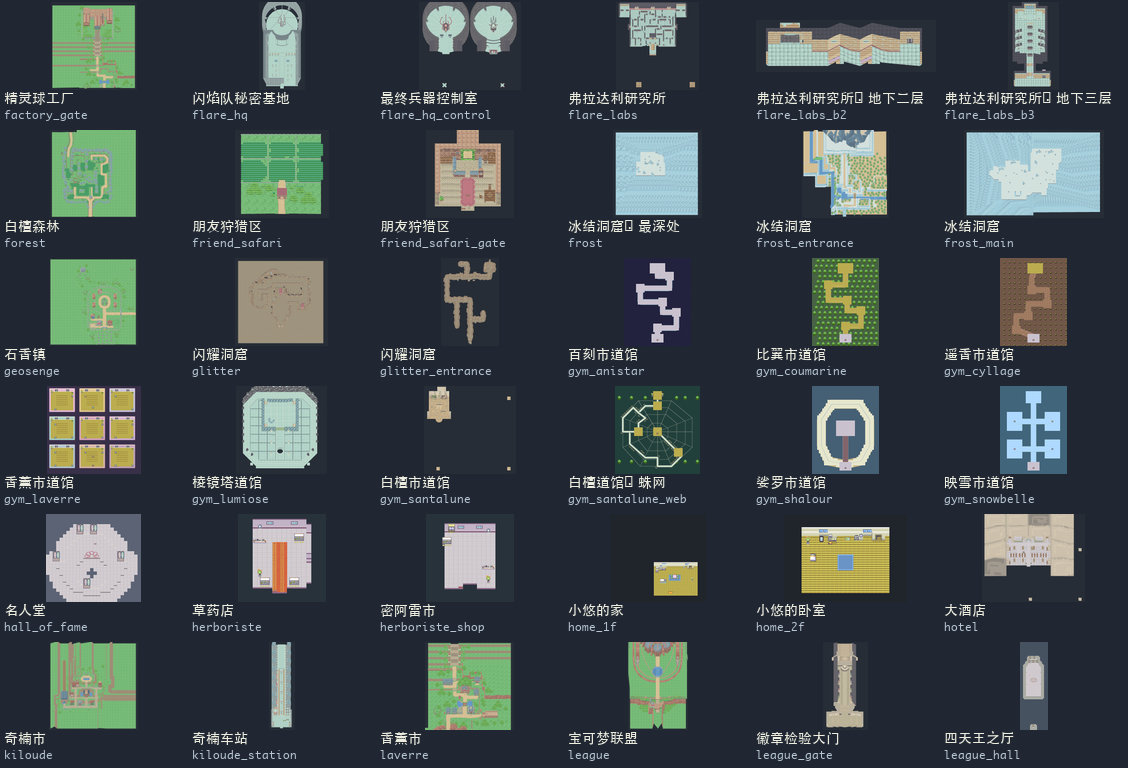 精灵球工厂
factory_gate
闪焰队秘密基地
flare_hq
最终兵器控制室
flare_hq_control
弗拉达利研究所
flare_labs
弗拉达利研究所 地下二层
flare_labs_b2
弗拉达利研究所 地下三层
flare_labs_b3
白檀森林
forest
朋友狩猎区
friend_safari
朋友狩猎区
friend_safari_gate
冰结洞窟 最深处
frost
冰结洞窟
frost_entrance
冰结洞窟
frost_main
石香镇
geosenge
闪耀洞窟
glitter
闪耀洞窟
glitter_entrance
百刻市道馆
gym_anistar
比翼市道馆
gym_coumarine
遥香市道馆
gym_cyllage
香薰市道馆
gym_laverre
棱镜塔道馆
gym_lumiose
白檀市道馆
gym_santalune
白檀道馆 蛛网
gym_santalune_web
娑罗市道馆
gym_shalour
映雪市道馆
gym_snowbelle
名人堂
hall_of_fame
草药店
herboriste
密阿雷市
herboriste_shop
小悠的家
home_1f
小悠的卧室
home_2f
大酒店
hotel
奇楠市
kiloude
奇楠车站
kiloude_station
香薰市
laverre
宝可梦联盟
league
徽章检验大门
league_gate
四天王之厅
league_hall